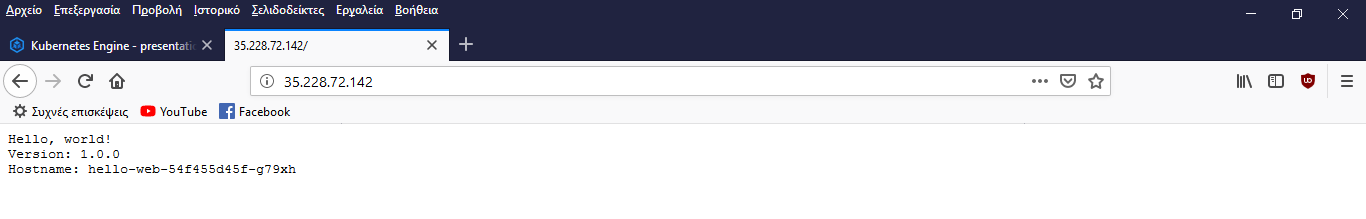 Αρχείο Επεξεργασία Προβολή Ιστορικό Σελιδοδείκτες Εργαλεία Βοήθεια
Kubernetes Engine - presentatio
35.228.72.142/
35.228.72.142
Συχνές επισκέψεις YouTube Facebook
Hello, world!
Version: 1.0.0
Hostname: hello-web-54f455d45f-g79xh